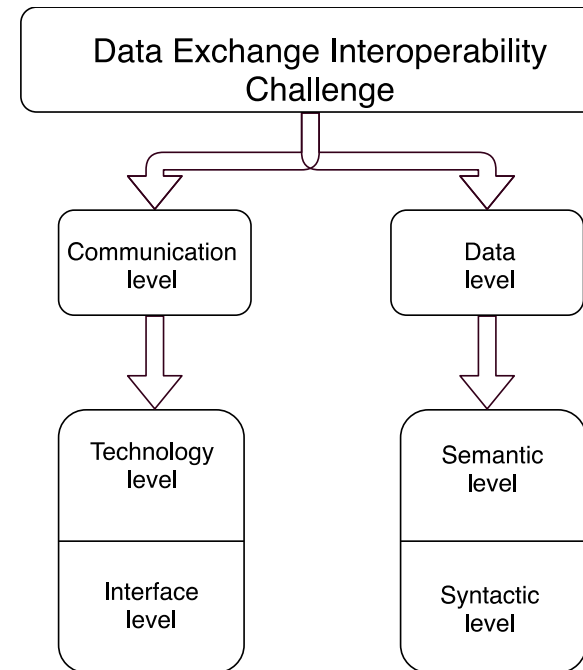 Data Exchange Interoperability
Challenge
Communication
level
Data
level
Technology
level
Interface
level
Semantic
level
Syntactic
level